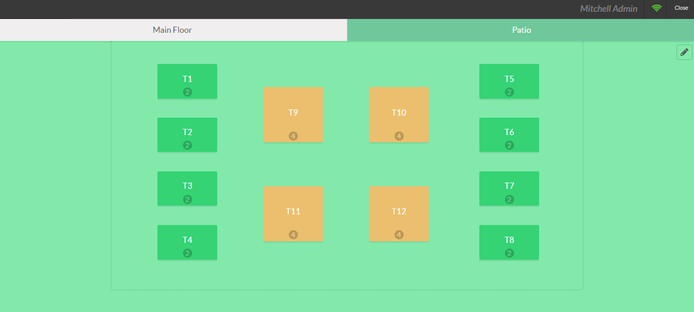 Mitchell Admin Close
Main Floor Patio
T1
2
T2
2
T3
2
T4
2
T9
4
T11
4
T10
4
T12
4
T5
2
T6
2
T7
2
T8
2